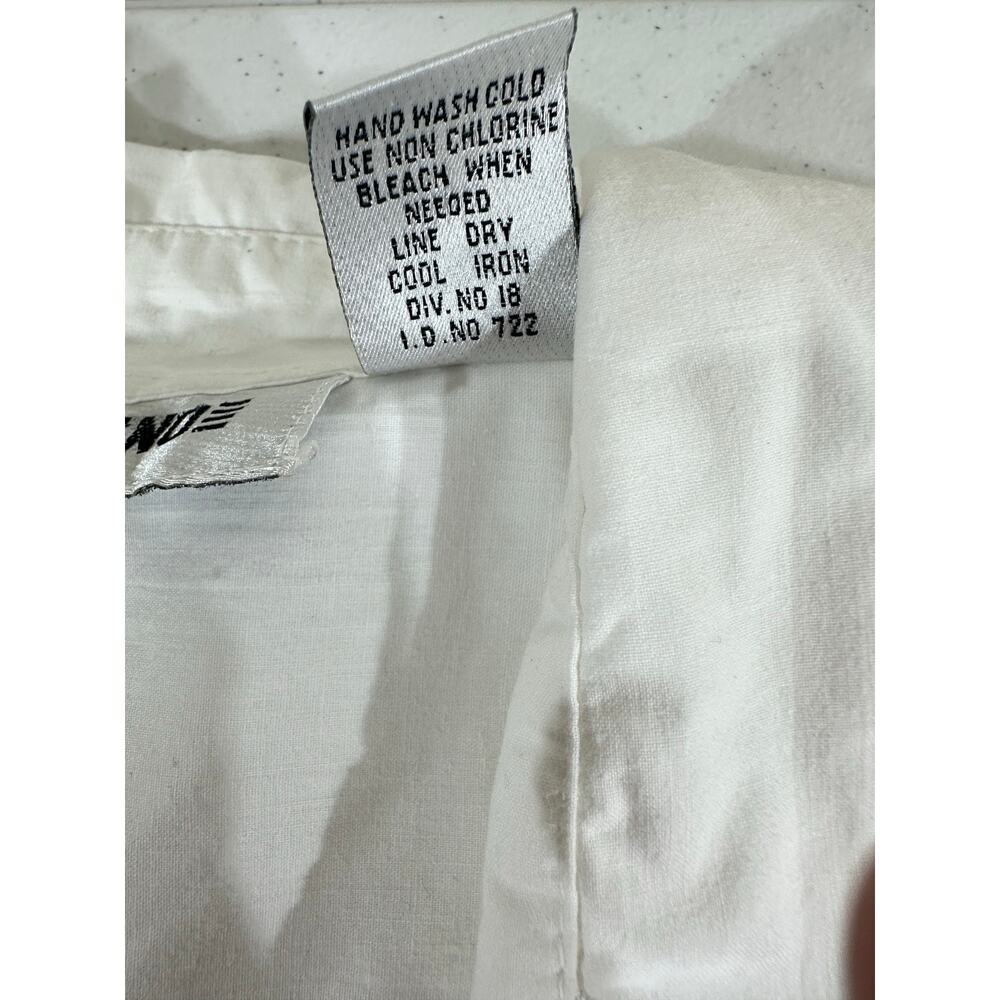 HAND WASH COLD
USE NON CHLORINE
BLEACH WHEN
NEEDED
LINE DRY
COOL IRON
DIV. NO 18
I.D.NO 722